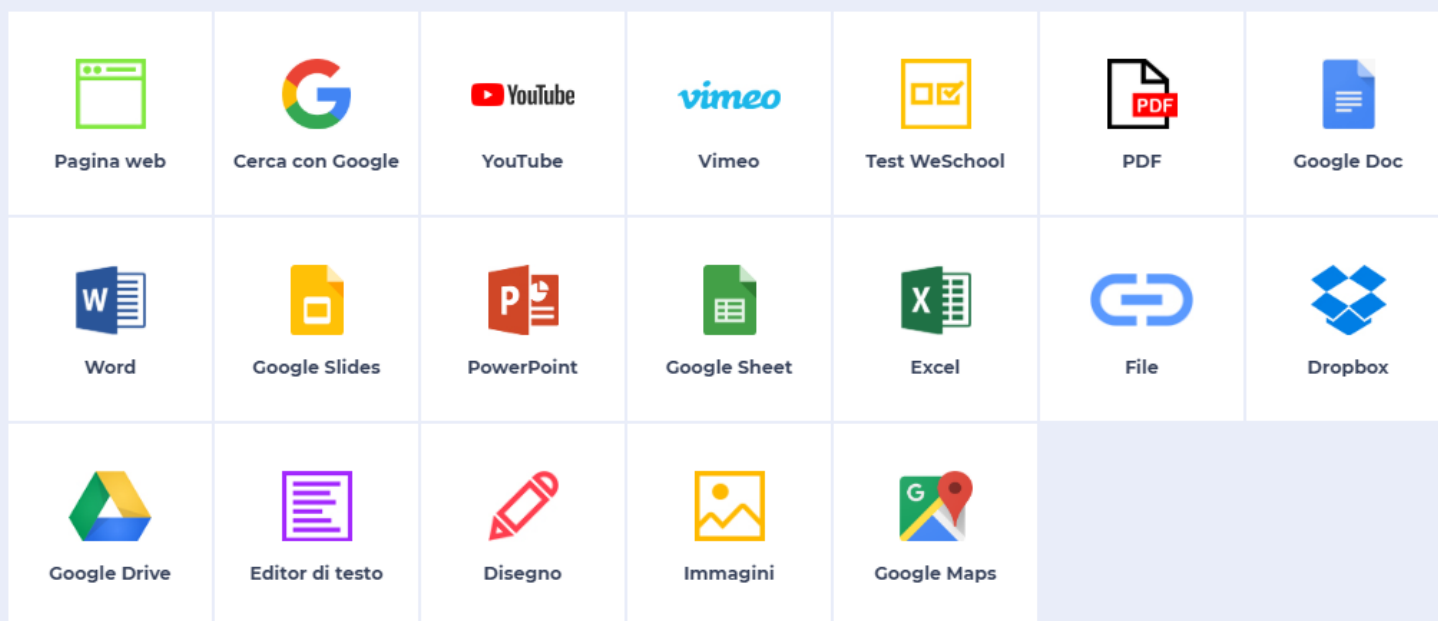 YouTube
vimeo
PDF
Pagina web
Cerca con Google
YouTube
Vimeo
Test WeSchool
PDF
Google Doc
W
P
X
Word
Google Slides
PowerPoint
Google Sheet
Excel
File
Dropbox
G
Google Drive
Editor di testo
Disegno
Immagini
Google Maps